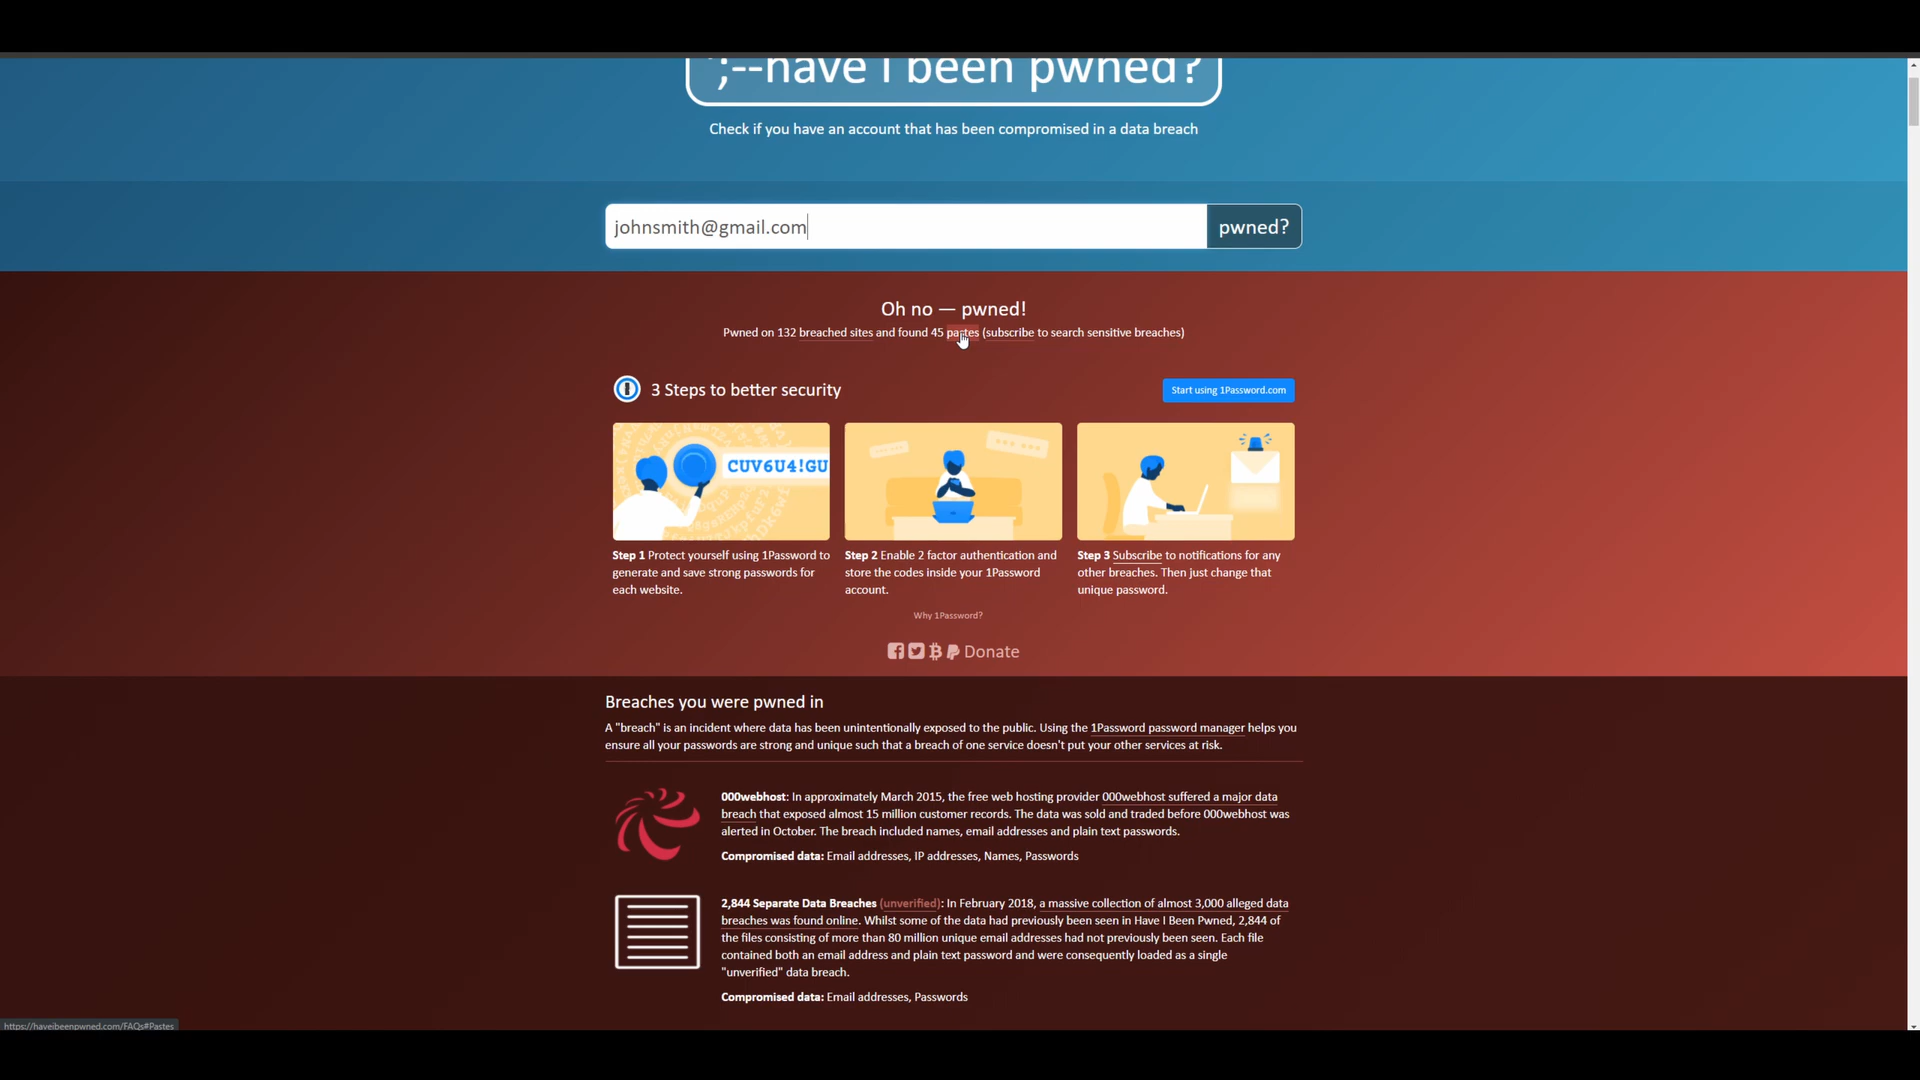 ';--have i been pwned?
Check if you have an account that has been compromised in a data breach
johnsmith@gmail.com
pwned?
Oh no — pwned!
Pwned on 132 breached sites and found 45 pastes (subscribe to search sensitive breaches)
3 Steps to better security
Start using 1Password.com
CUV6U4!GU
Step 1 Protect yourself using 1Password to
generate and save strong passwords for
each website.
Step 2 Enable 2 factor authentication and
store the codes inside your 1Password
account.
Step 3 Subscribe to notifications for any
other breaches. Then just change that
unique password.
Why 1Password?
Donate
Breaches you were pwned in
A "breach" is an incident where data has been unintentionally exposed to the public. Using the 1Password password manager helps you
ensure all your passwords are strong and unique such that a breach of one service doesn't put your other services at risk.
000webhost: In approximately March 2015, the free web hosting provider 000webhost suffered a major data
breach that exposed almost 15 million customer records. The data was sold and traded before 000webhost was
alerted in October. The breach included names, email addresses and plain text passwords.
Compromised data: Email addresses, IP addresses, Names, Passwords
2,844 Separate Data Breaches (unverified): In February 2018, a massive collection of almost 3,000 alleged data
breaches was found online. Whilst some of the data had previously been seen in Have I Been Pwned, 2,844 of
the files consisting of more than 80 million unique email addresses had not previously been seen. Each file
contained both an email address and plain text password and were consequently loaded as a single
"unverified" data breach.
Compromised data: Email addresses, Passwords
https://haveibeenpwned.com/FAQs#Pastes